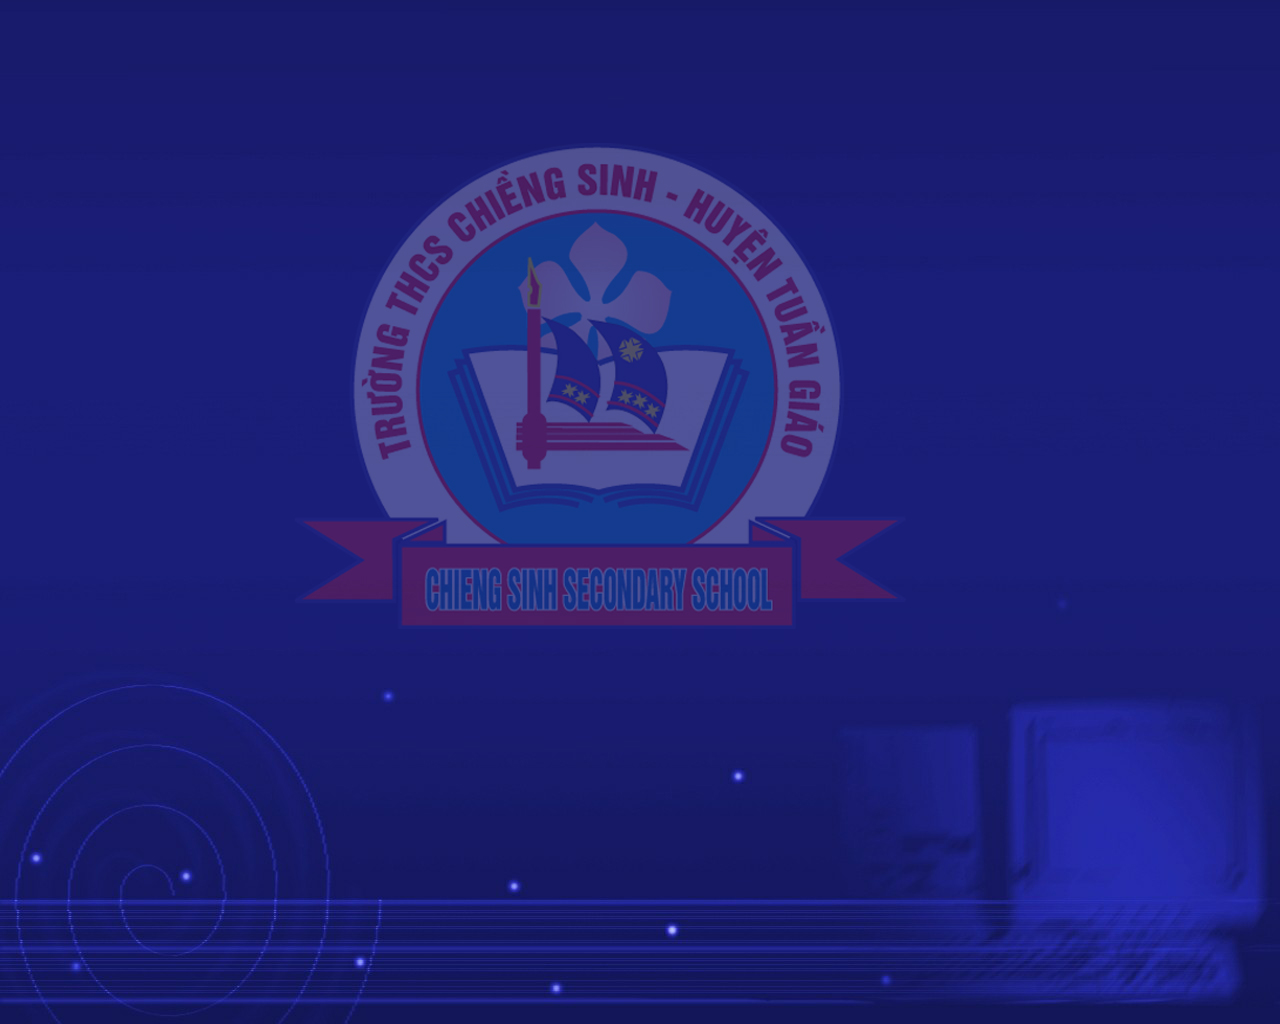 TRƯỜNG THCS CHIỀNG SINH - HUYỆN TUẦN GIÁO
CHIENG SINH SECONDARY SCHOOL